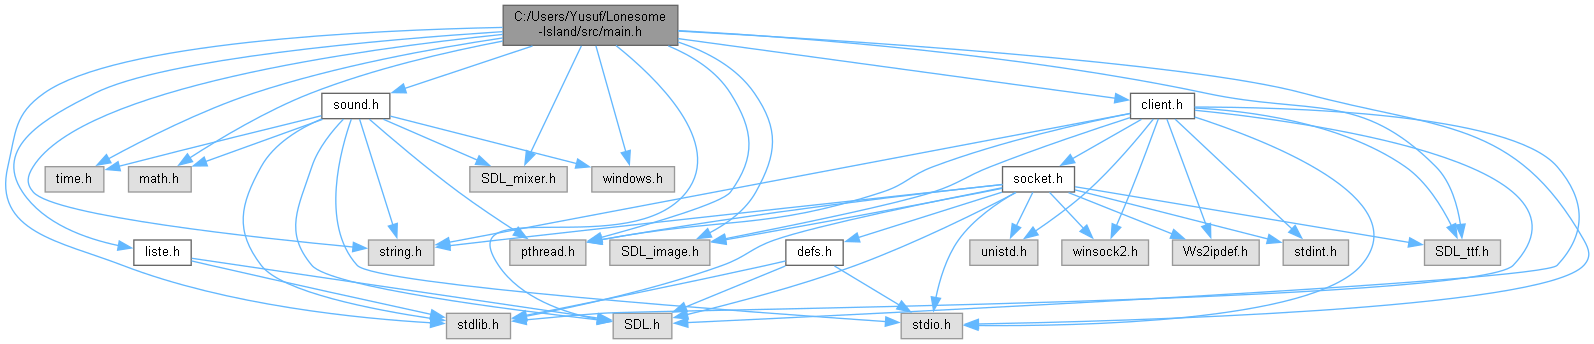 C:/Users/Yusuf/Lonesome
-Island/src/main.h
sound.h
client.h
time.h
math.h
SDL_mixer.h
windows.h
socket.h
liste.h
string.h
pthread.h
SDL_image.h
defs.h
unistd.h
winsock2.h
Ws2ipdef.h
stdint.h
SDL_ttf.h
stdlib.h
SDL.h
stdio.h